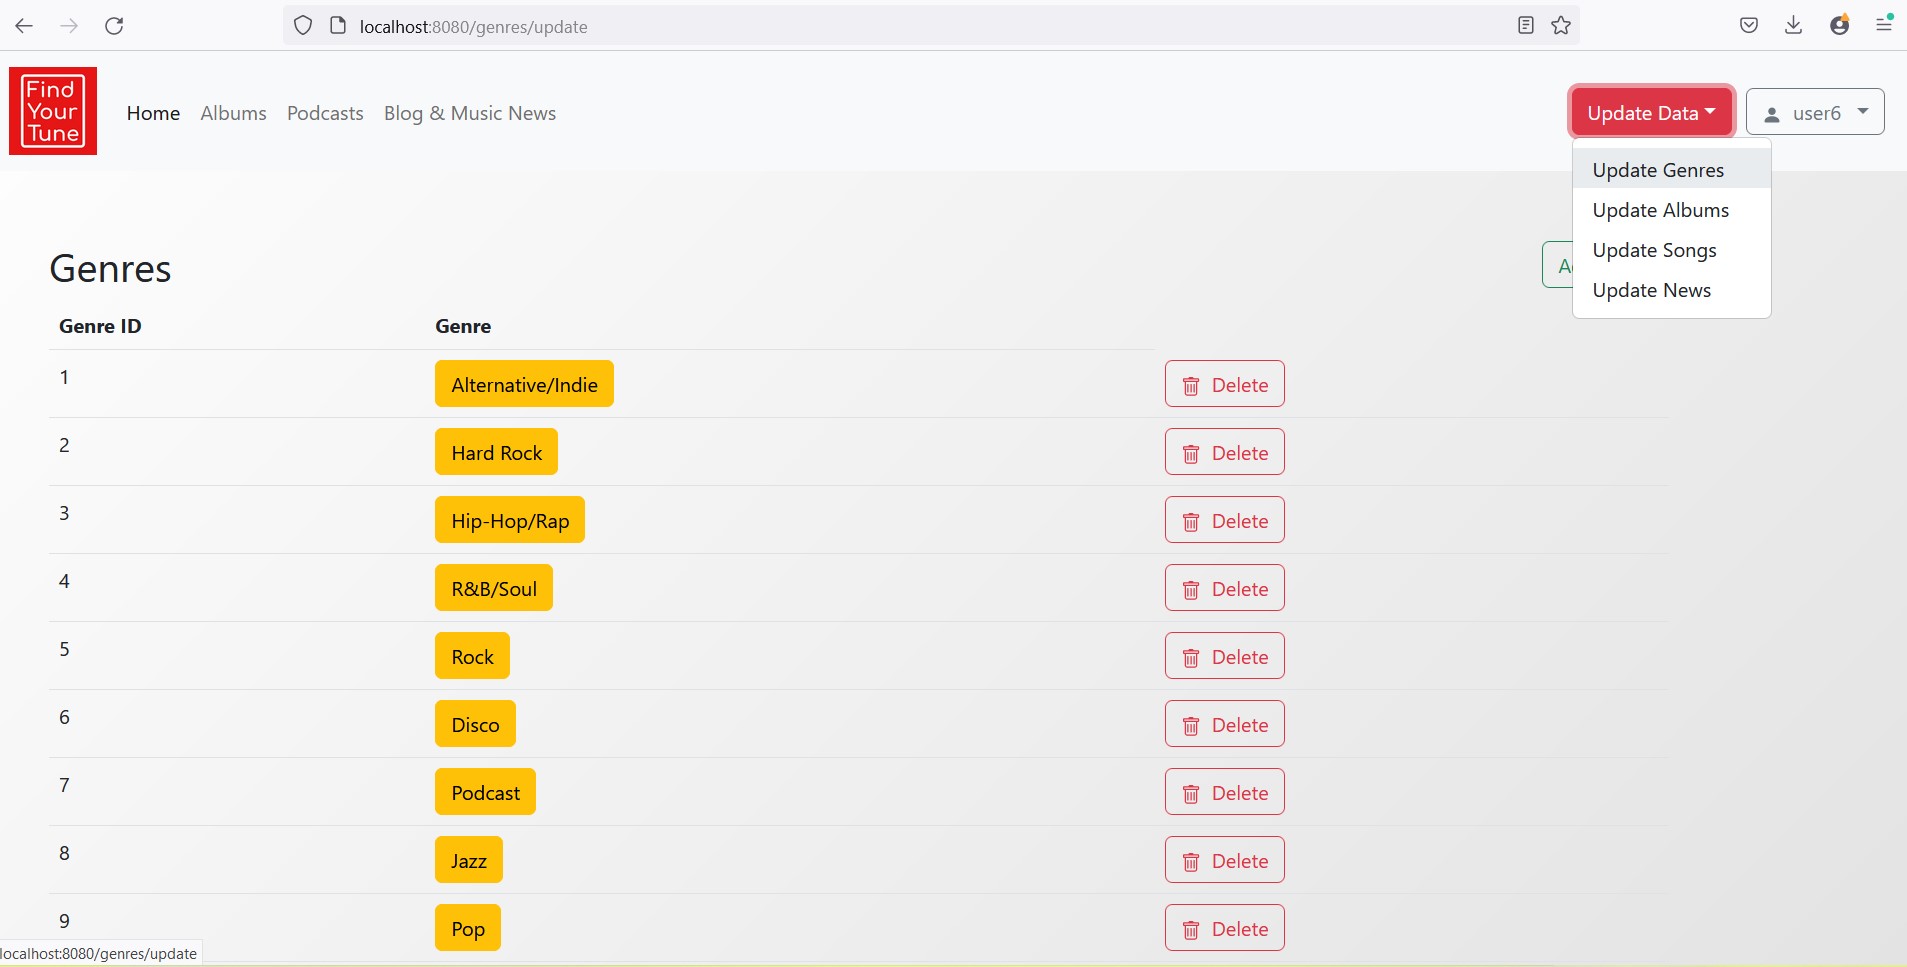 localhost:8080/genres/update
Find
Your
Tune
Home Albums Podcasts Blog & Music News
Update Data
user6
Update Genres
Update Albums
Update Songs
Update News
Genres
Genre ID Genre
1 Alternative/Indie Delete
2 Hard Rock Delete
3 Hip-Hop/Rap Delete
4 R&B/Soul Delete
5 Rock Delete
6 Disco Delete
7 Podcast Delete
8 Jazz Delete
9 Pop Delete
localhost:8080/genres/update